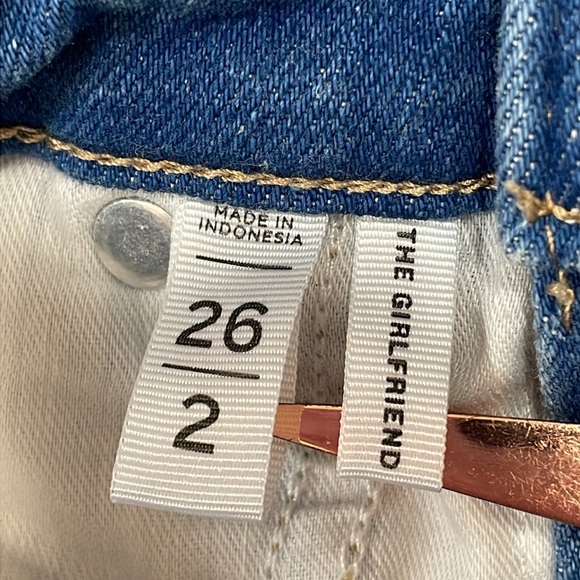 MADE IN
INDONESIA
26
2
THE GIRLFRIEND